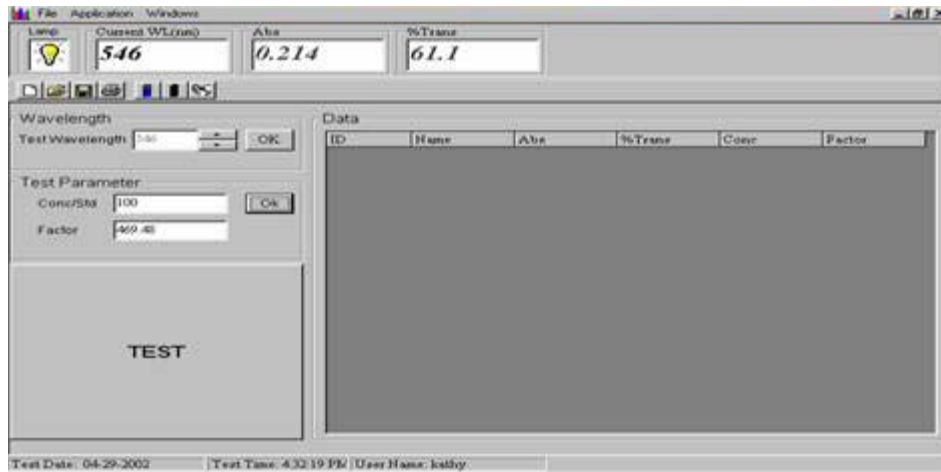 File Application Windows
Lamp Current WL(nm) Abs %Trans
546 0.214 61.1
Wavelength
Test Wavelength 546 OK
Test Parameter
Conc/Std 100 Ok
Factor 469.48
TEST
Data
ID Name Abs %Trans Conc Factor
Test Date: 04-29-2002 Test Time: 4:32:19 PM User Name: kathy